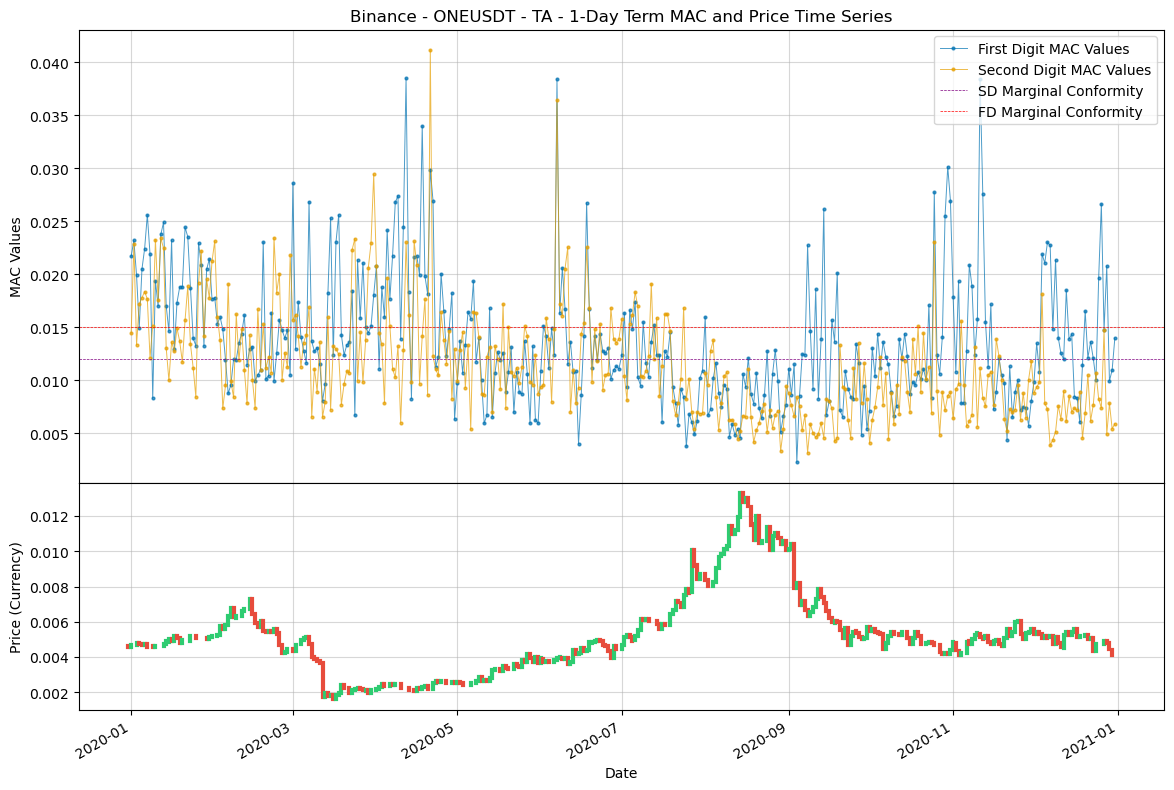 Binance - ONEUSDT - TA - 1-Day Term MAC and Price Time Series
First Digit MAC Values
Second Digit MAC Values
SD Marginal Conformity
FD Marginal Conformity
MAC Values
0.040
0.035
0.030
0.025
0.020
0.015
0.010
0.005
Price (Currency)
0.012
0.010
0.008
0.006
0.004
0.002
2020-01
2020-03
2020-05
2020-07
2020-09
2020-11
2021-01
Date